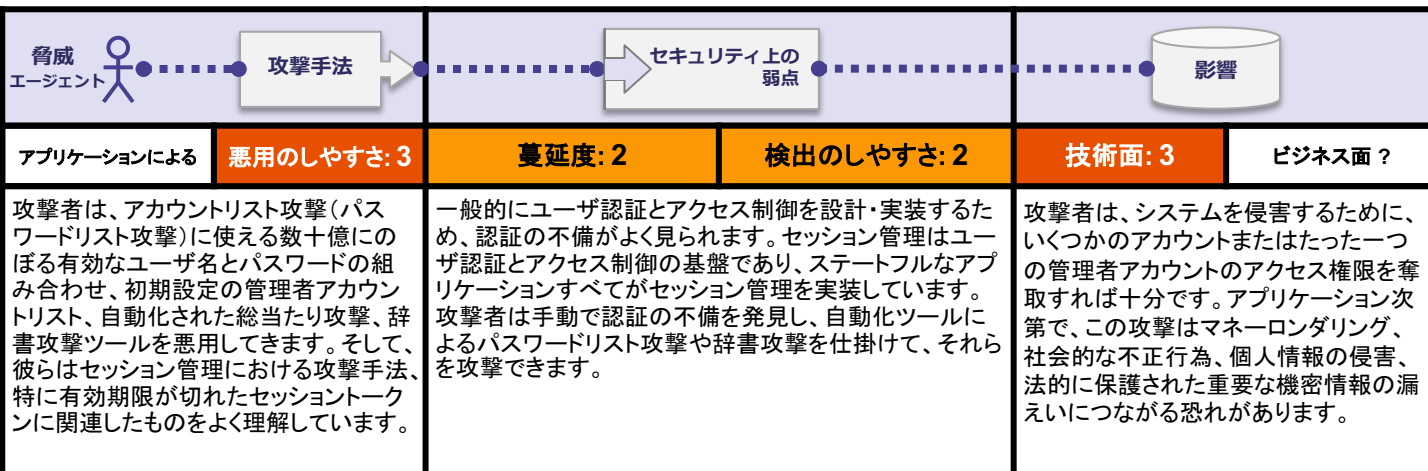 脅威
エージェント
攻撃手法
セキュリティ上の
弱点
影響
アプリケーションによる
悪用のしやすさ: 3
蔓延度: 2
検出のしやすさ: 2
技術面: 3
ビジネス面 ?
攻撃者は、アカウントリスト攻撃(パス
ワードリスト攻撃)に使える数十億にの
ぼる有効なユーザ名とパスワードの組
み合わせ、初期設定の管理者アカウン
トリスト、自動化された総当たり攻撃、辞
書攻撃ツールを悪用してきます。そして、
彼らはセッション管理における攻撃手法、
特に有効期限が切れたセッショントーク
ンに関連したものをよく理解しています。
一般的にユーザ認証とアクセス制御を設計・実装するた
め、認証の不備がよく見られます。セッション管理はユー
ザ認証とアクセス制御の基盤であり、ステートフルなアプ
リケーションすべてがセッション管理を実装しています。
攻撃者は手動で認証の不備を発見し、自動化ツールに
よるパスワードリスト攻撃や辞書攻撃を仕掛けて、それら
を攻撃できます。
攻撃者は、システムを侵害するために、
いくつかのアカウントまたはたった一つ
の管理者アカウントのアクセス権限を奪
取すれば十分です。アプリケーション次
第で、この攻撃はマネーロンダリング、
社会的な不正行為、個人情報の侵害、
法的に保護された重要な機密情報の漏
えいにつながる恐れがあります。